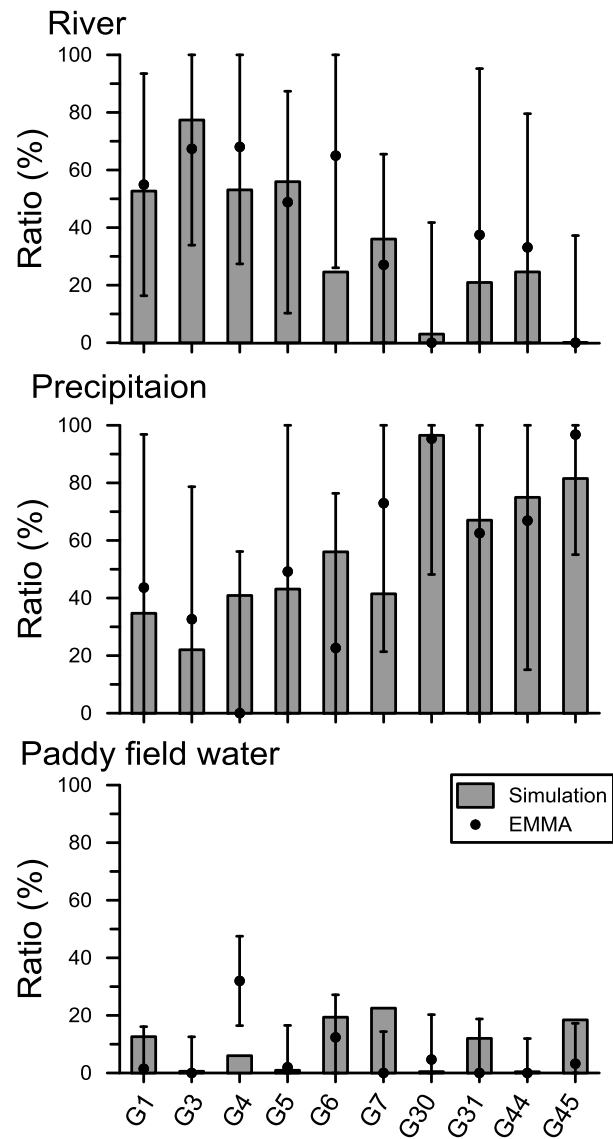 River
Ratio (%)
100
80
60
40
20
0
Precipitaion
Ratio (%)
100
80
60
40
20
0
Paddy field water
Ratio (%)
100
80
60
40
20
0
Simulation
EMMA
G1 G3 G4 G5 G6 G7 G30 G31 G44 G45